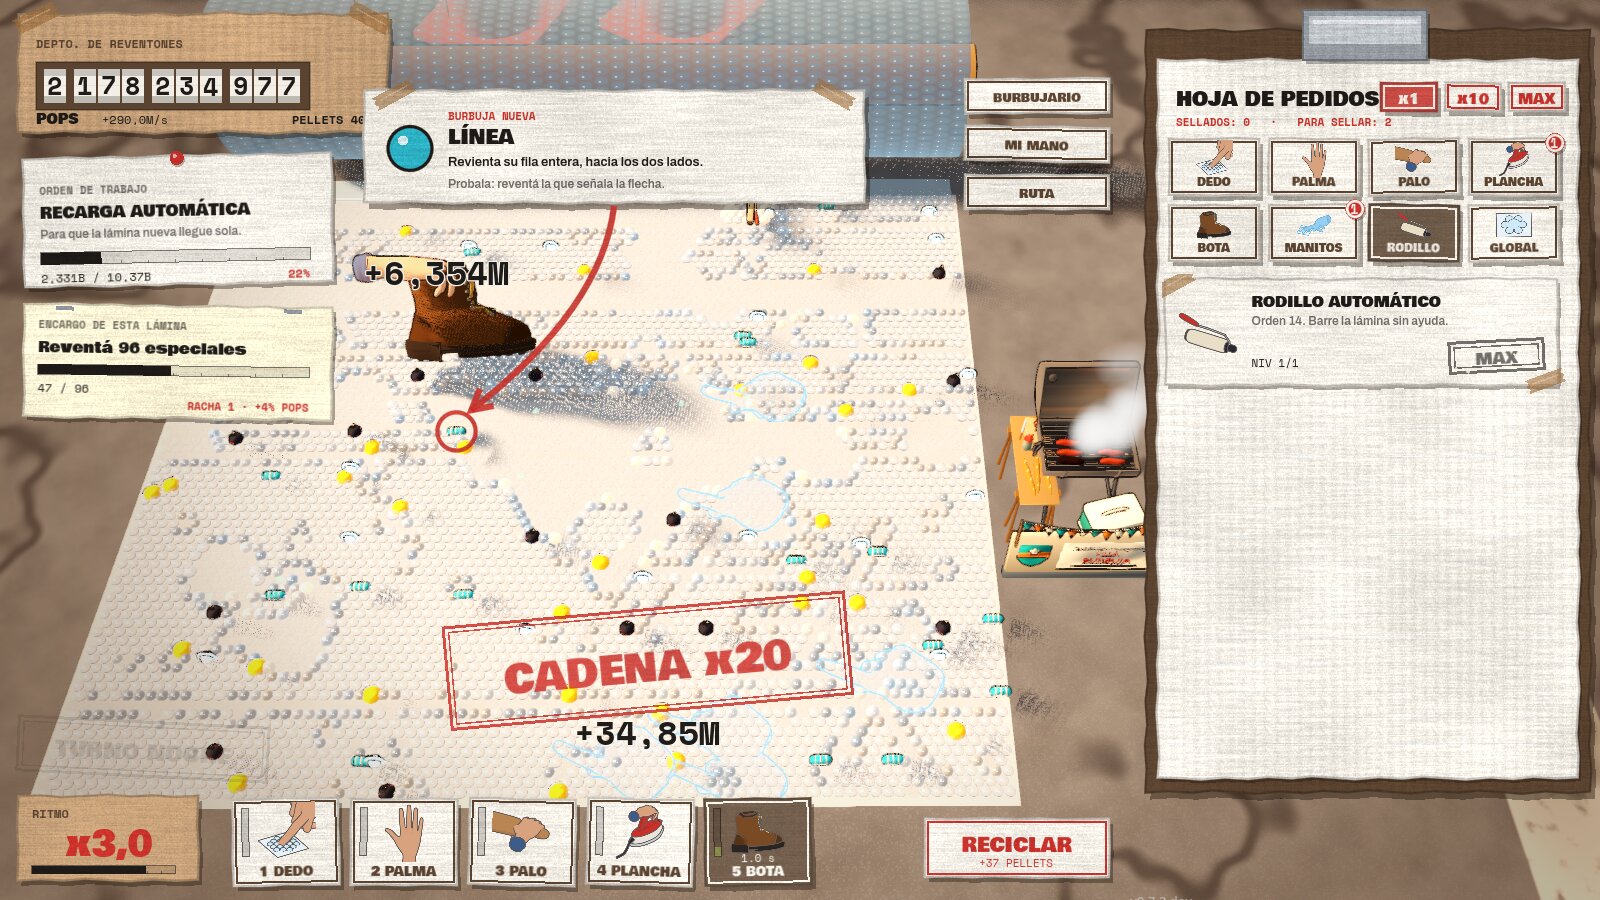 DEPTO. DE REVENTONES
2 178 234 977
POPS +290,0M/s PELLETS 40
ORDEN DE TRABAJO
RECARGA AUTOMÁTICA
Para que la lámina nueva llegue sola.
2,331B / 10,37B 22%
ENCARGO DE ESTA LÁMINA
Reventá 96 especiales
47 / 96
RACHA 1 · +4% POPS
BURBUJA NUEVA
LÍNEA
Revienta su fila entera, hacia los dos lados.
Probala: reventá la que señala la flecha.
BURBUJARIO
MI MANO
RUTA
+6,354M
CADENA x20
+34,85M
HOJA DE PEDIDOS x1 x10 MAX
SELLADOS: 0 · PARA SELLAR: 2
DEDO PALMA PALO PLANCHA 1
BOTA MANITOS 1 RODILLO GLOBAL
RODILLO AUTOMÁTICO
Orden 14. Barre la lámina sin ayuda.
NIV 1/1 MAX
RITMO
x3,0
1 DEDO
2 PALMA
3 PALO
4 PLANCHA
1.0 s
5 BOTA
RECICLAR
+37 PELLETS